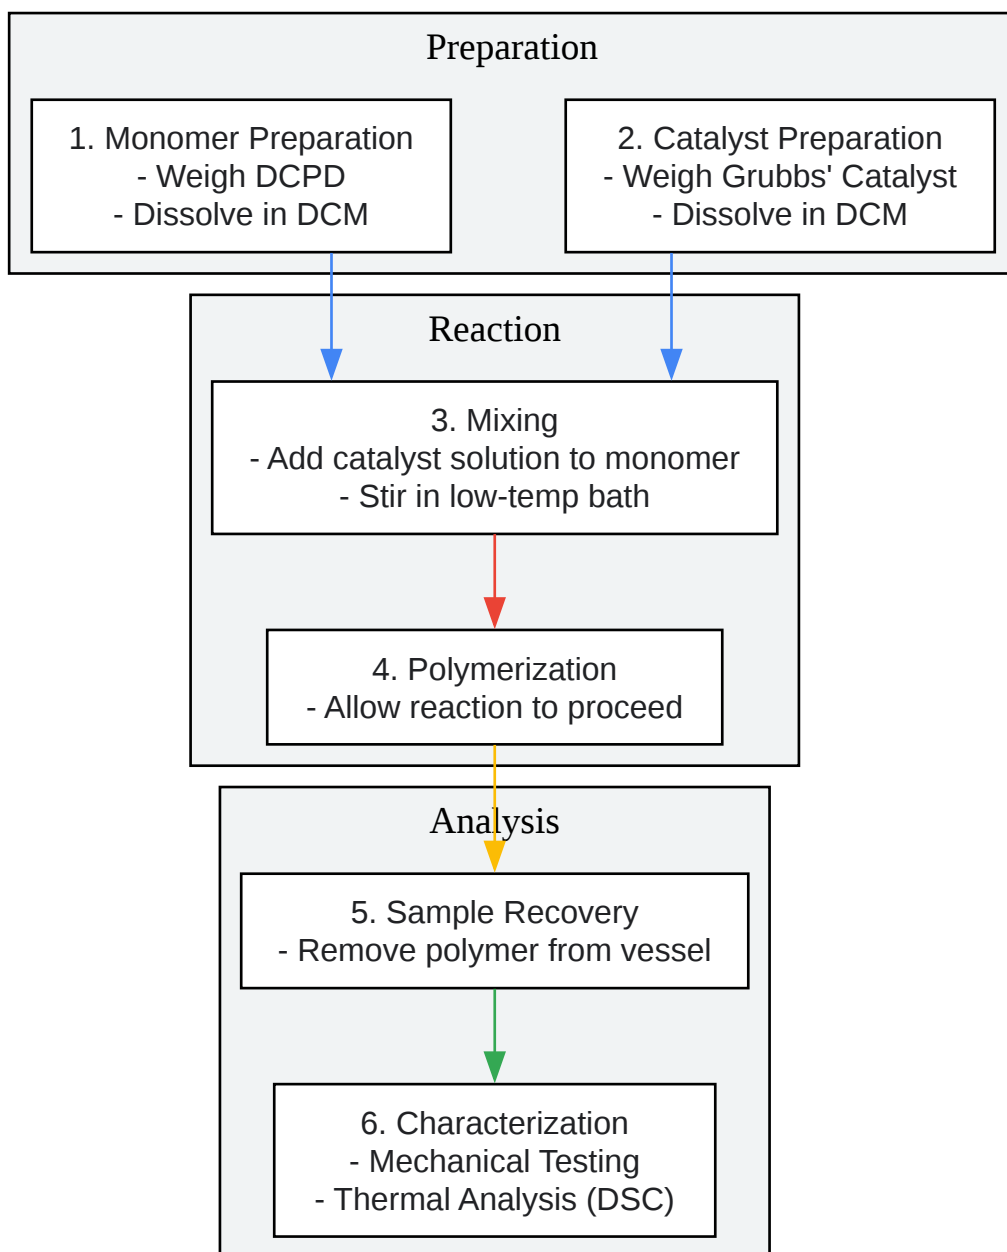 Preparation
1. Monomer Preparation
- Weigh DCPD
- Dissolve in DCM
2. Catalyst Preparation
- Weigh Grubbs' Catalyst
- Dissolve in DCM
Reaction
3. Mixing
- Add catalyst solution to monomer
- Stir in low-temp bath
4. Polymerization
- Allow reaction to proceed
Analysis
5. Sample Recovery
- Remove polymer from vessel
6. Characterization
- Mechanical Testing
- Thermal Analysis (DSC)